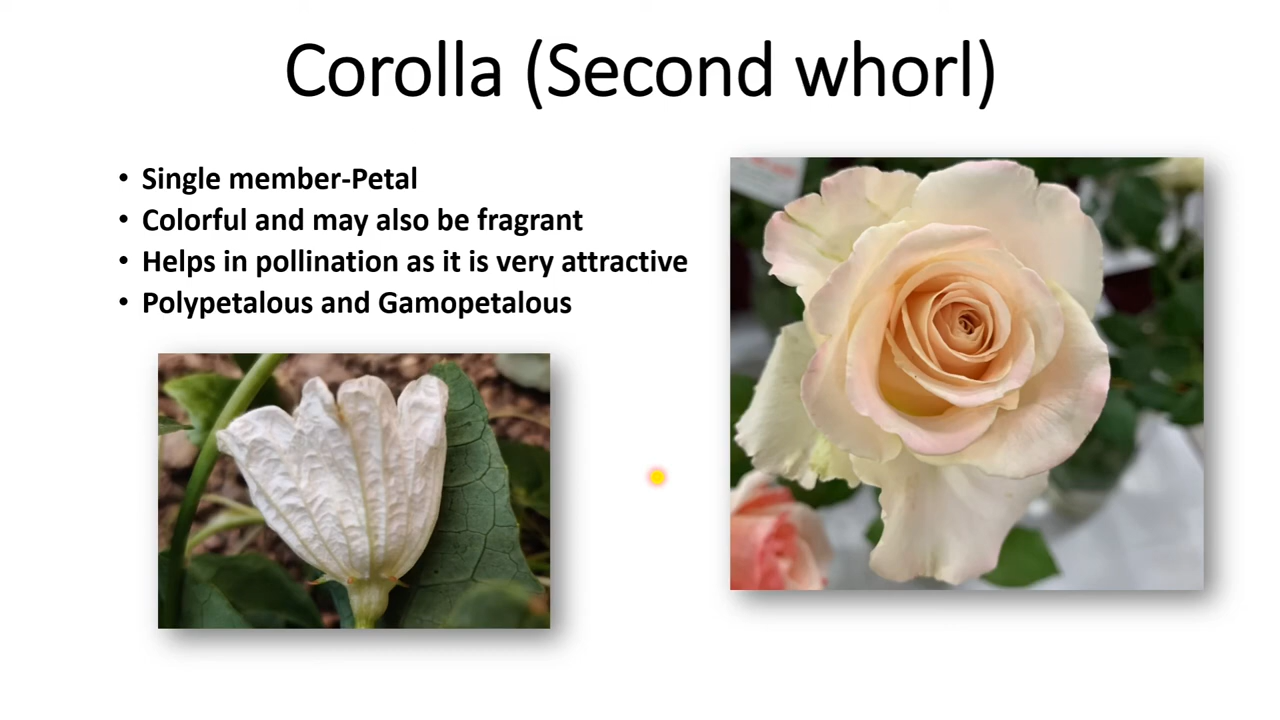 Corolla (Second whorl)
• Single member-Petal
• Colorful and may also be fragrant
• Helps in pollination as it is very attractive
• Polypetalous and Gamopetalous